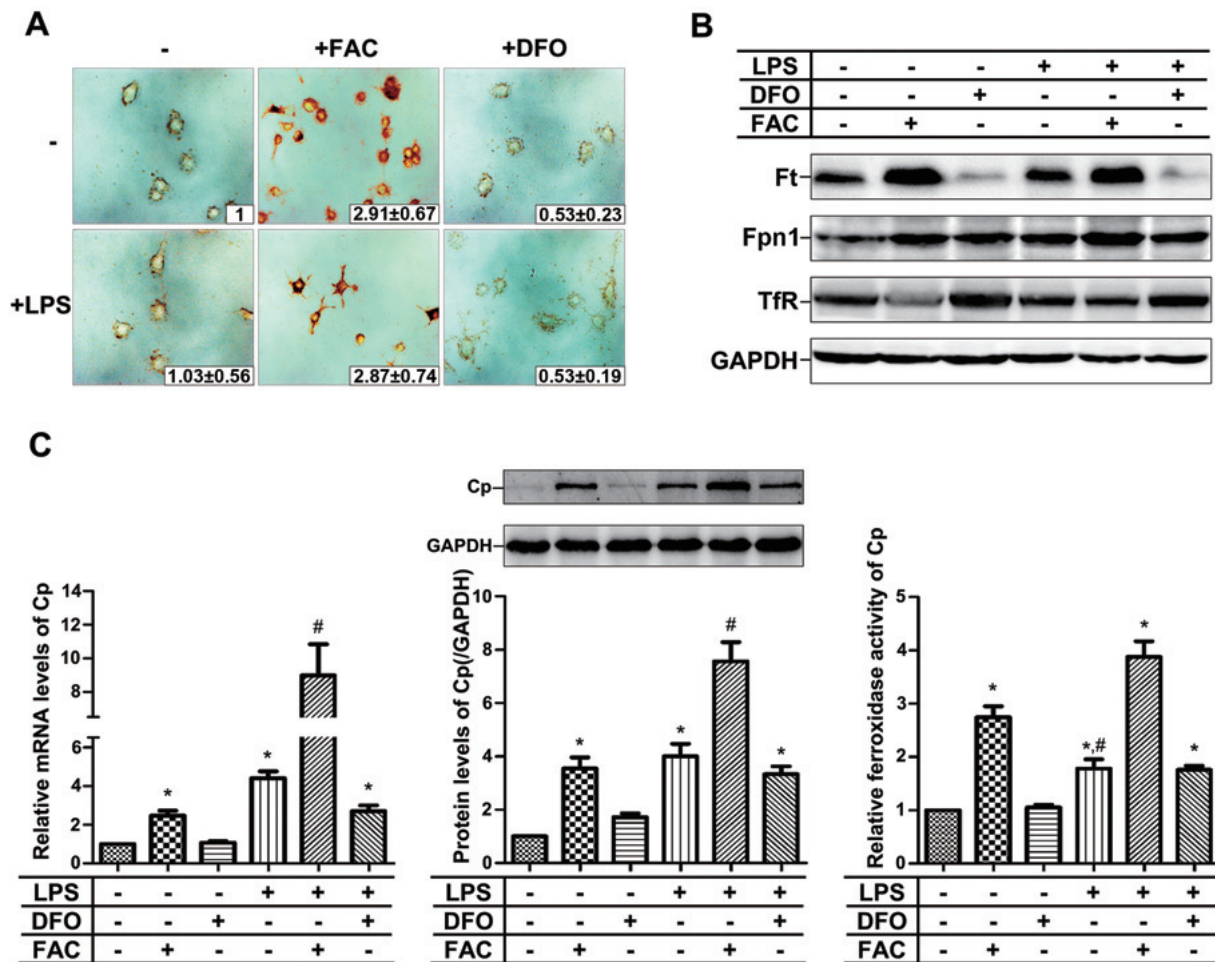 A
- +FAC +DFO
-
1 2.91±0.67 0.53±0.23
+LPS
1.03±0.56 2.87±0.74 0.53±0.19
B
LPS - - - + + +
DFO - - + - - +
FAC - + - - + -
Ft
Fpn1
TfR
GAPDH
C
Relative mRNA levels of Cp
14
12
10
8
6
4
2
0
* * # *
LPS - - - + + +
DFO - - + - - +
FAC - + - - + -
Cp
GAPDH
Protein levels of Cp(/GAPDH)
10
8
6
4
2
0
* * # *
LPS - - - + + +
DFO - - + - - +
FAC - + - - + -
Relative ferroxidase activity of Cp
5
4
3
2
1
0
* *,# * *
LPS - - - + + +
DFO - - + - - +
FAC - + - - + -